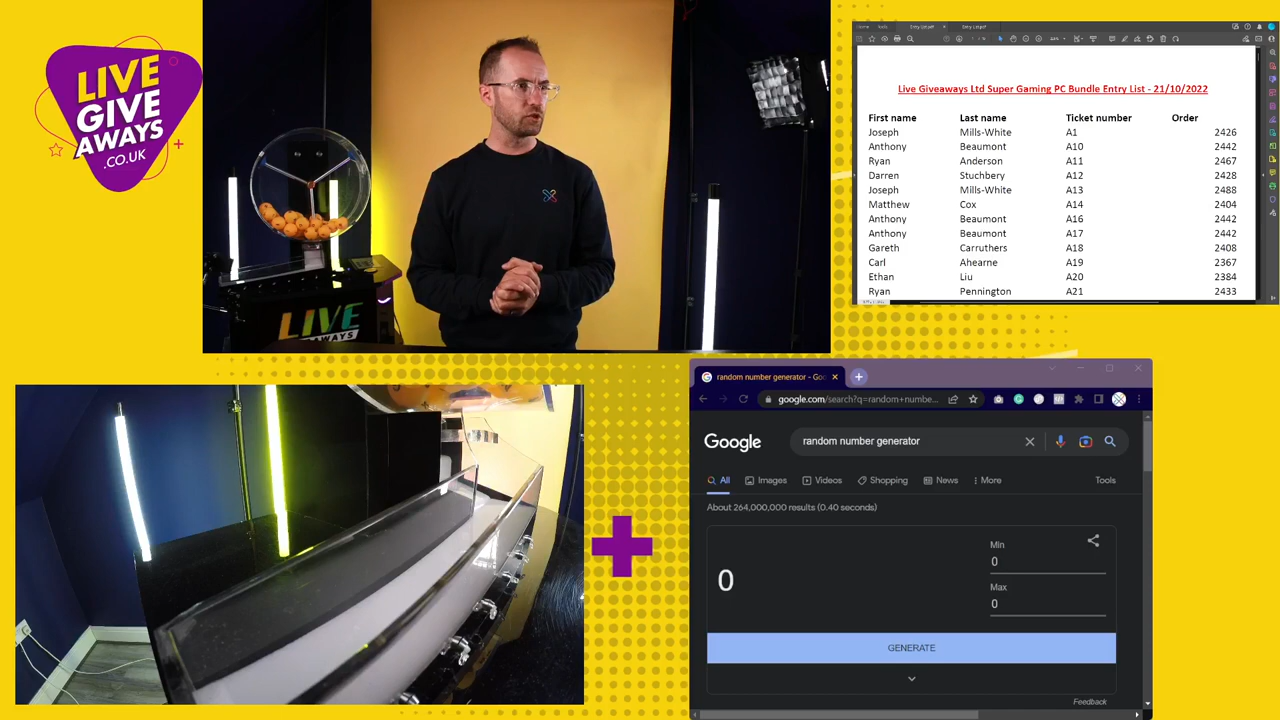 LIVE
GIVE
AWAYS
.CO.UK
LIVE
AWAYS
Live Giveaways Ltd Super Gaming PC Bundle Entry List - 21/10/2022
First name Last name Ticket number Order
Joseph Mills-White A1 2426
Anthony Beaumont A10 2442
Ryan Anderson A11 2467
Darren Stuchbery A12 2428
Joseph Mills-White A13 2488
Matthew Cox A14 2404
Anthony Beaumont A16 2442
Anthony Beaumont A17 2442
Gareth Carruthers A18 2408
Carl Ahearne A19 2367
Ethan Liu A20 2384
Ryan Pennington A21 2433
random number generator - Goo
google.com/search?q=random+numbe...
Google random number generator
All Images Videos Shopping News More Tools
About 264,000,000 results (0.40 seconds)
Min
0
0
Max
0
GENERATE
Feedback